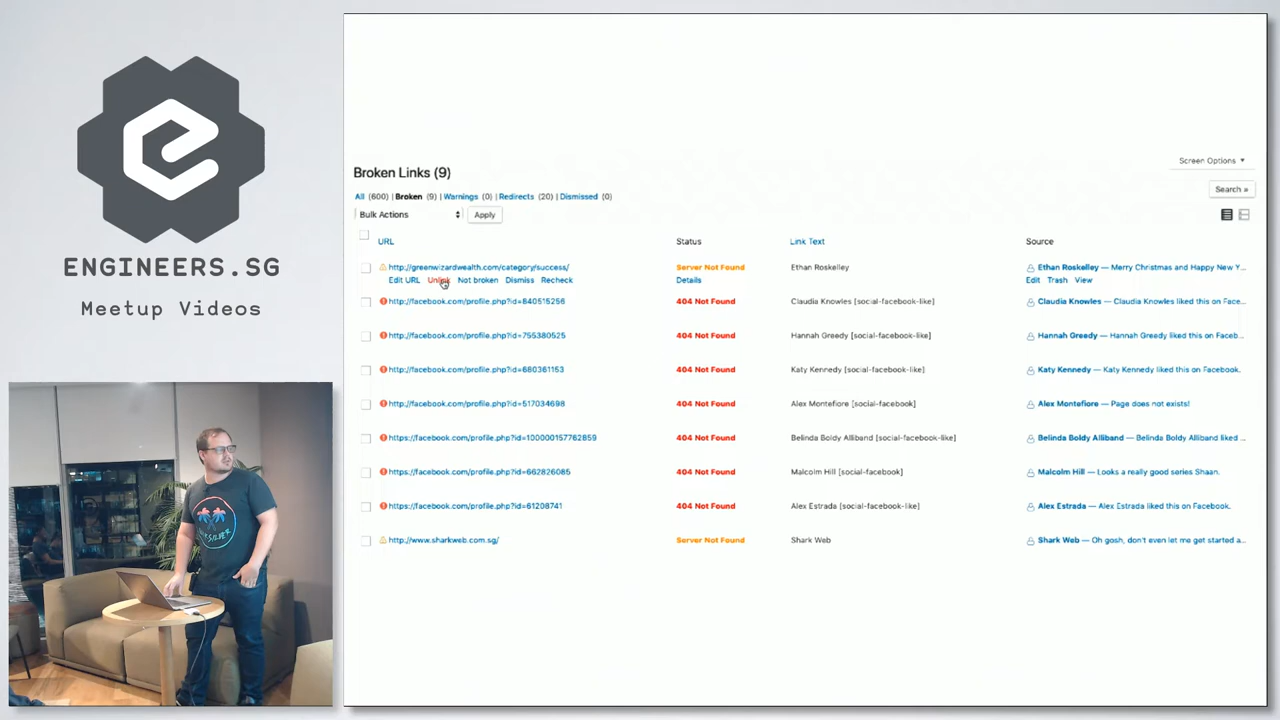 ENGINEERS.SG
Meetup Videos
Screen Options ▼
Broken Links (9)
Search »
All (600) | Broken (9) | Warnings (0) | Redirects (20) | Dismissed (0)
Bulk Actions Apply
URL Status Link Text Source
http://greenwizardwealth.com/category/success/ Server Not Found Ethan Roskelley Ethan Roskelley — Merry Christmas and Happy New Y...
Edit URL Unlink Not broken Dismiss Recheck Details Edit Trash View
http://facebook.com/profile.php?id=840515256 404 Not Found Claudia Knowles [social-facebook-like] Claudia Knowles — Claudia Knowles liked this on Face...
http://facebook.com/profile.php?id=755380525 404 Not Found Hannah Greedy [social-facebook-like] Hannah Greedy — Hannah Greedy liked this on Faceb...
http://facebook.com/profile.php?id=680361153 404 Not Found Katy Kennedy [social-facebook-like] Katy Kennedy — Katy Kennedy liked this on Facebook.
http://facebook.com/profile.php?id=517034698 404 Not Found Alex Montefiore [social-facebook] Alex Montefiore — Page does not exists!
https://facebook.com/profile.php?id=100000157762859 404 Not Found Belinda Boldy Alliband [social-facebook-like] Belinda Boldy Alliband — Belinda Boldy Alliband liked ...
https://facebook.com/profile.php?id=662826085 404 Not Found Malcolm Hill [social-facebook] Malcolm Hill — Looks a really good series Shaan.
https://facebook.com/profile.php?id=61208741 404 Not Found Alex Estrada [social-facebook-like] Alex Estrada — Alex Estrada liked this on Facebook.
http://www.sharkweb.com.sg/ Server Not Found Shark Web Shark Web — Oh gosh, don't even let me get started a...